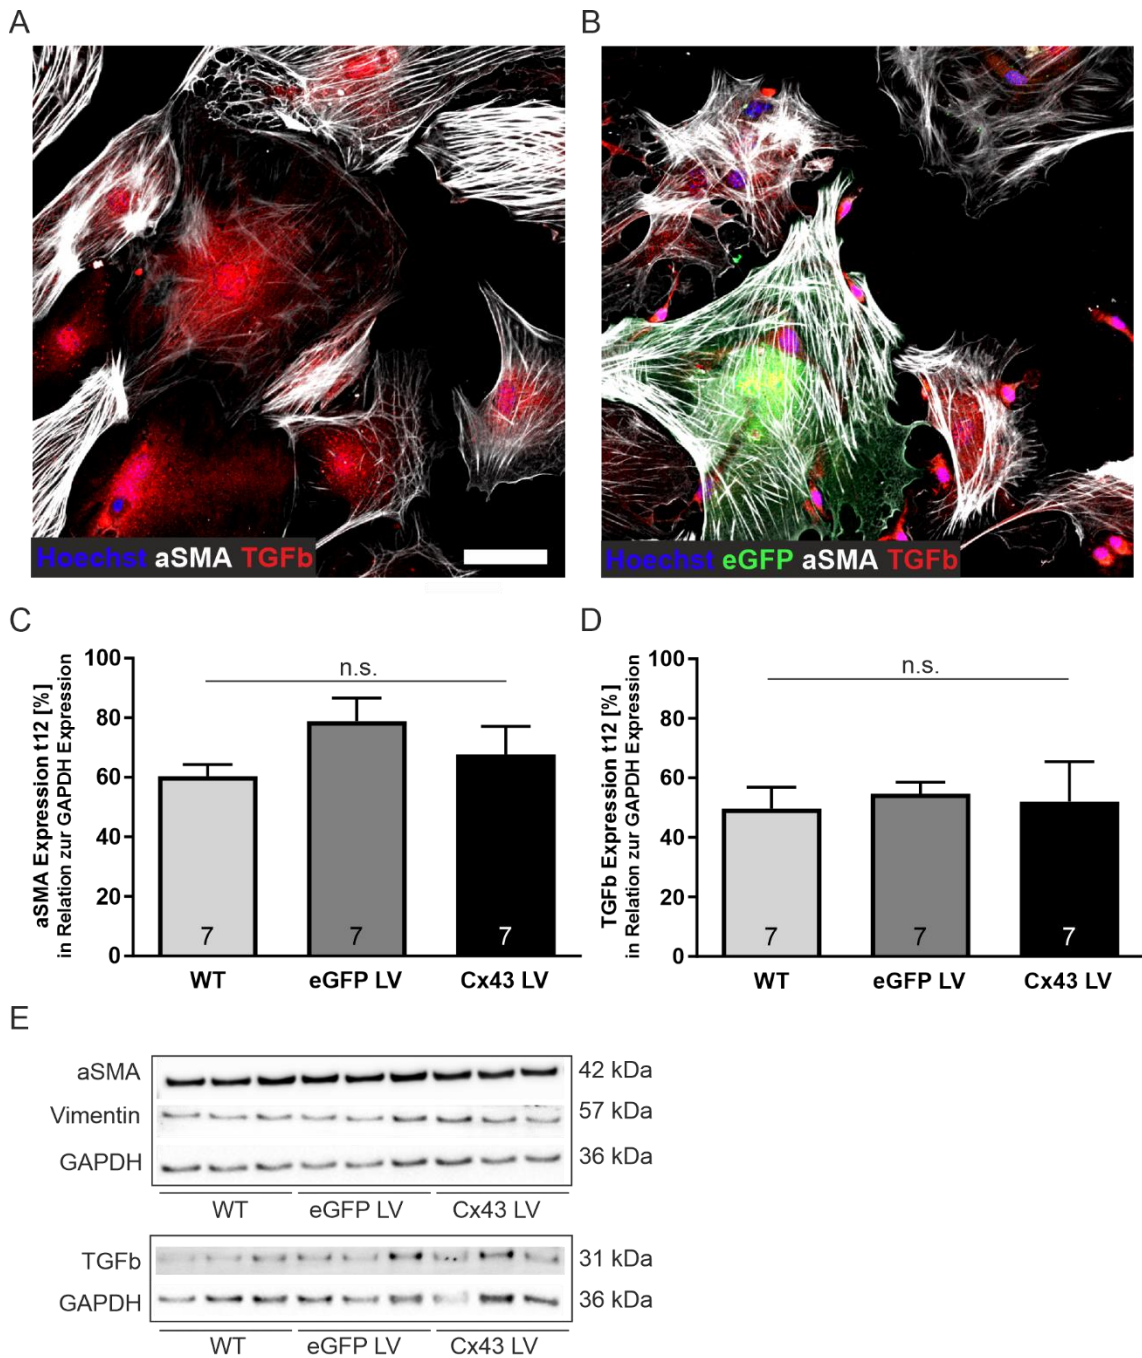 A
B
Hoechst aSMA TGFb
Hoechst eGFP aSMA TGFb
C
aSMA Expression t12 [%]
in Relation zur GAPDH Expression
100
80
60
40
20
0
n.s.
7
7
7
WT
eGFP LV
Cx43 LV
D
TGFb Expression t12 [%]
in Relation zur GAPDH Expression
100
80
60
40
20
0
n.s.
7
7
7
WT
eGFP LV
Cx43 LV
E
aSMA
42 kDa
Vimentin
57 kDa
GAPDH
36 kDa
WT
eGFP LV
Cx43 LV
TGFb
31 kDa
GAPDH
36 kDa
WT
eGFP LV
Cx43 LV